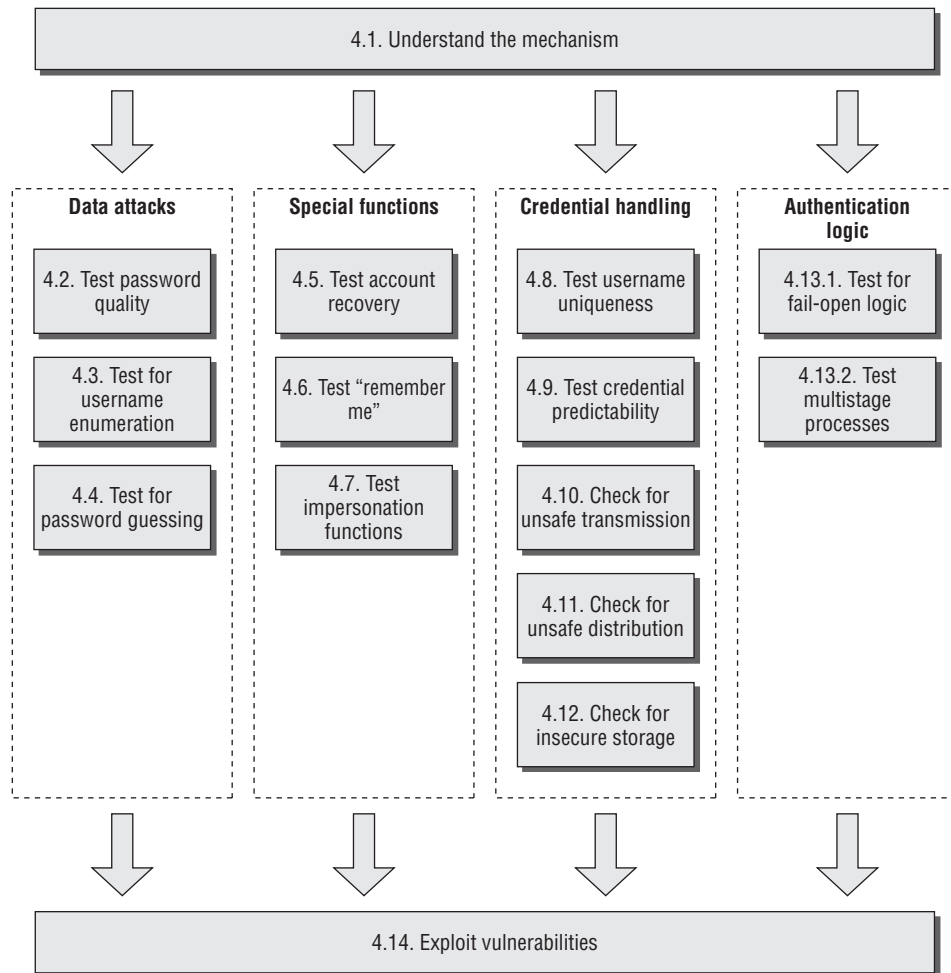 4.1. Understand the mechanism
Data attacks
4.2. Test password
quality
4.3. Test for
username
enumeration
4.4. Test for
password guessing
Special functions
4.5. Test account
recovery
4.6. Test “remember
me”
4.7. Test
impersonation
functions
Credential handling
4.8. Test username
uniqueness
4.9. Test credential
predictability
4.10. Check for
unsafe transmission
4.11. Check for
unsafe distribution
4.12. Check for
insecure storage
Authentication
logic
4.13.1. Test for
fail-open logic
4.13.2. Test
multistage
processes
4.14. Exploit vulnerabilities